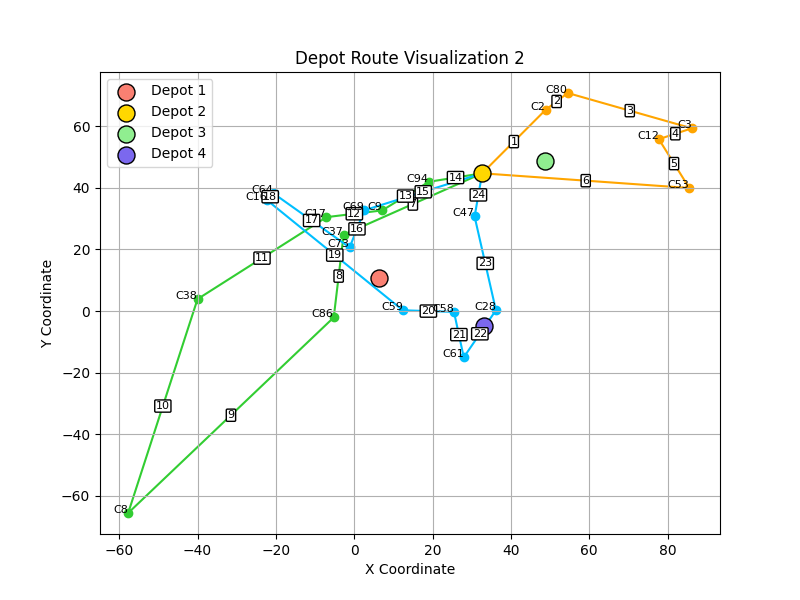 Depot Route Visualization 2
Depot 1
Depot 2
Depot 3
Depot 4
Y Coordinate
60
40
20
0
−20
−40
−60
C80
C2
2
3
C3
4
C12
1
5
C53
6
C94
14
15
7
13
24
C64
C16
18
C69
C9
12
C17
17
C47
C37
16
C73
19
11
23
8
C38
C59
20
C58
C28
C86
21
22
C61
10
9
C8
−60
−40
−20
0
20
40
60
80
X Coordinate